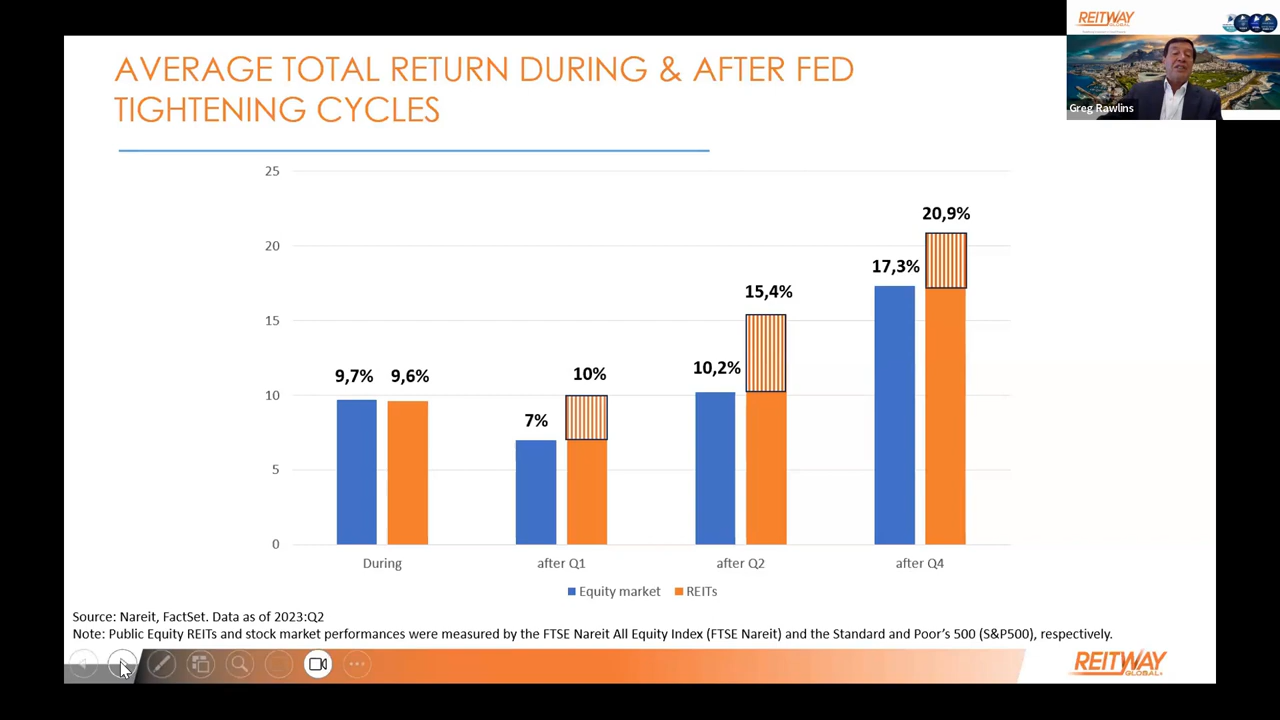 REITWAY
GLOBAL
Greg Rawlins
AVERAGE TOTAL RETURN DURING & AFTER FED
TIGHTENING CYCLES
25
20
15
10
5
0
9,7%
9,6%
7%
10%
10,2%
15,4%
17,3%
20,9%
During
after Q1
after Q2
after Q4
Equity market
REITs
Source: Nareit, FactSet. Data as of 2023:Q2
Note: Public Equity REITs and stock market performances were measured by the FTSE Nareit All Equity Index (FTSE Nareit) and the Standard and Poor’s 500 (S&P500), respectively.
REITWAY
GLOBAL